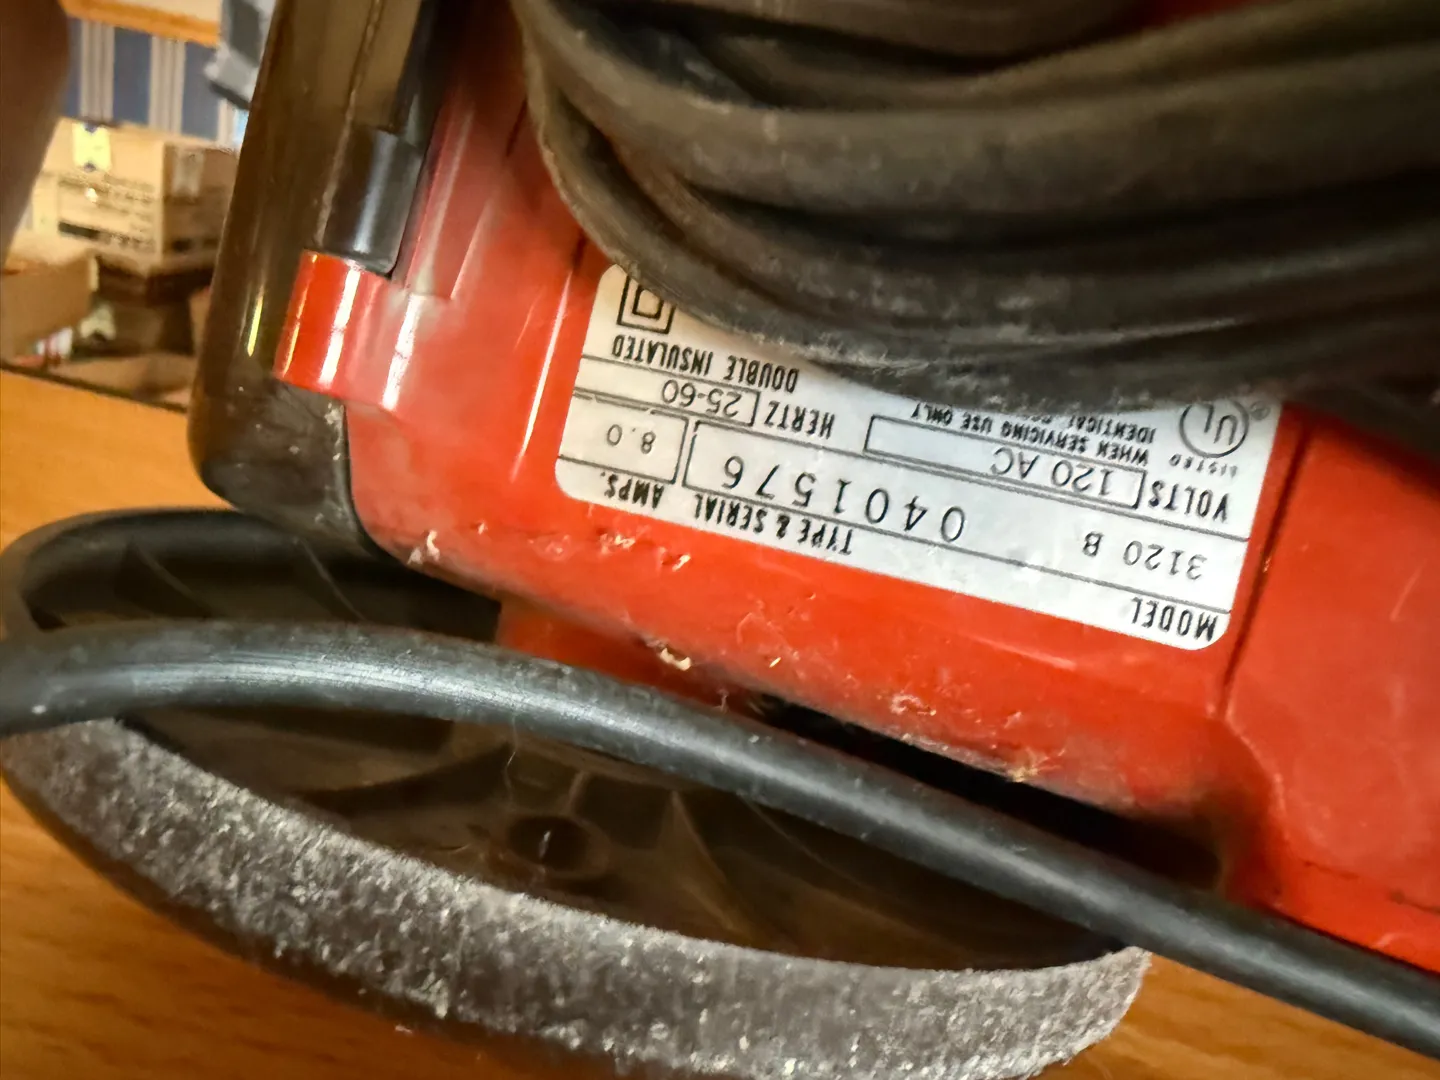 MODEL
3120 B
TYPE & SERIAL
0401576
AMPS.
8.0
VOLTS 120 AC
HERTZ 25-60
LISTED
UL
®
WHEN SERVICING USE ONLY
IDENTICAL
DOUBLE INSULATED